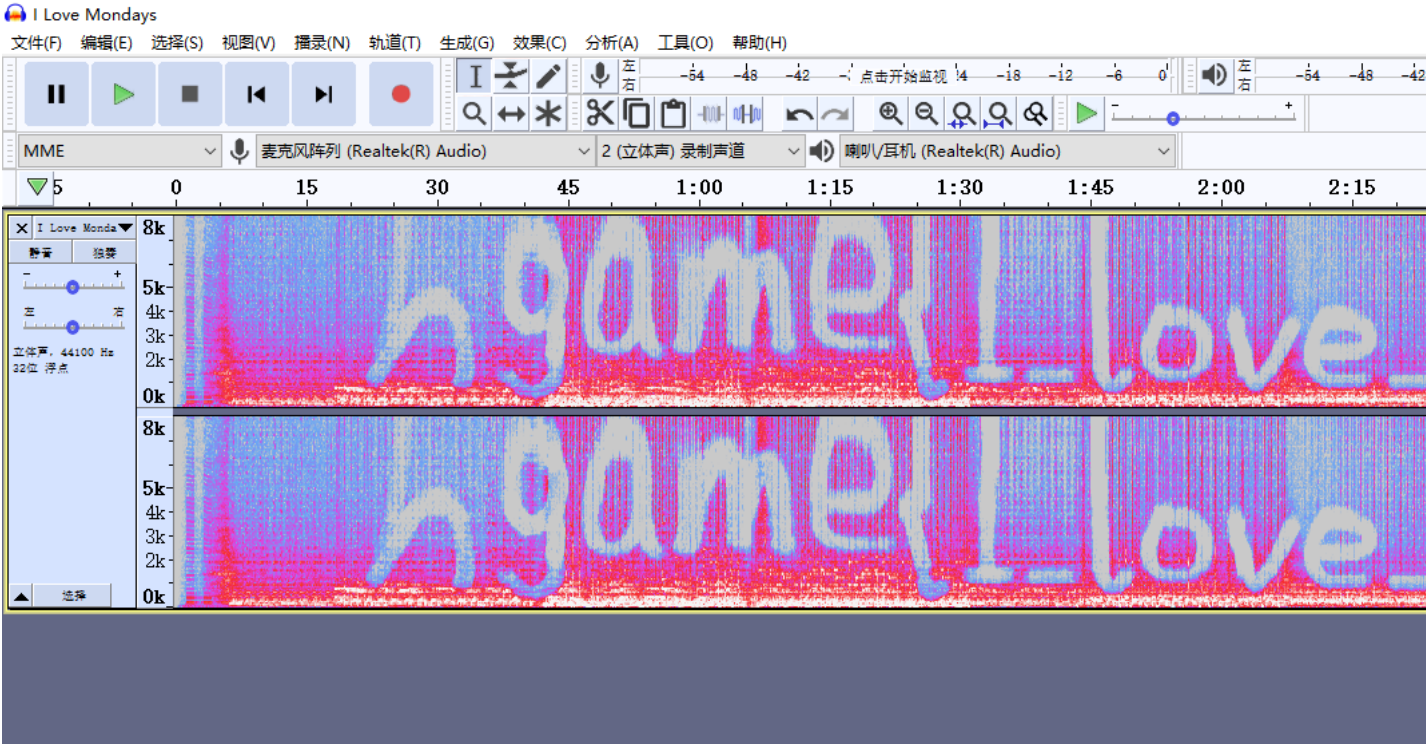 I Love Mondays
文件(F) 编辑(E) 选择(S) 视图(V) 播录(N) 轨道(T) 生成(G) 效果(C) 分析(A) 工具(O) 帮助(H)
左 右 -54 -48 -42 点击开始监视 -18 -12 -6 0 左 右 -54 -48 -42
MME 麦克风阵列 (Realtek(R) Audio) 2 (立体声) 录制声道 喇叭/耳机 (Realtek(R) Audio)
5 0 15 30 45 1:00 1:15 1:30 1:45 2:00 2:15
I Love Monda
静音 独奏
- +
左 右
立体声, 44100 Hz
32位 浮点
选择
8k
5k
4k
3k
2k
0k
hgame{I_love_
8k
5k
4k
3k
2k
0k
hgame{I_love_